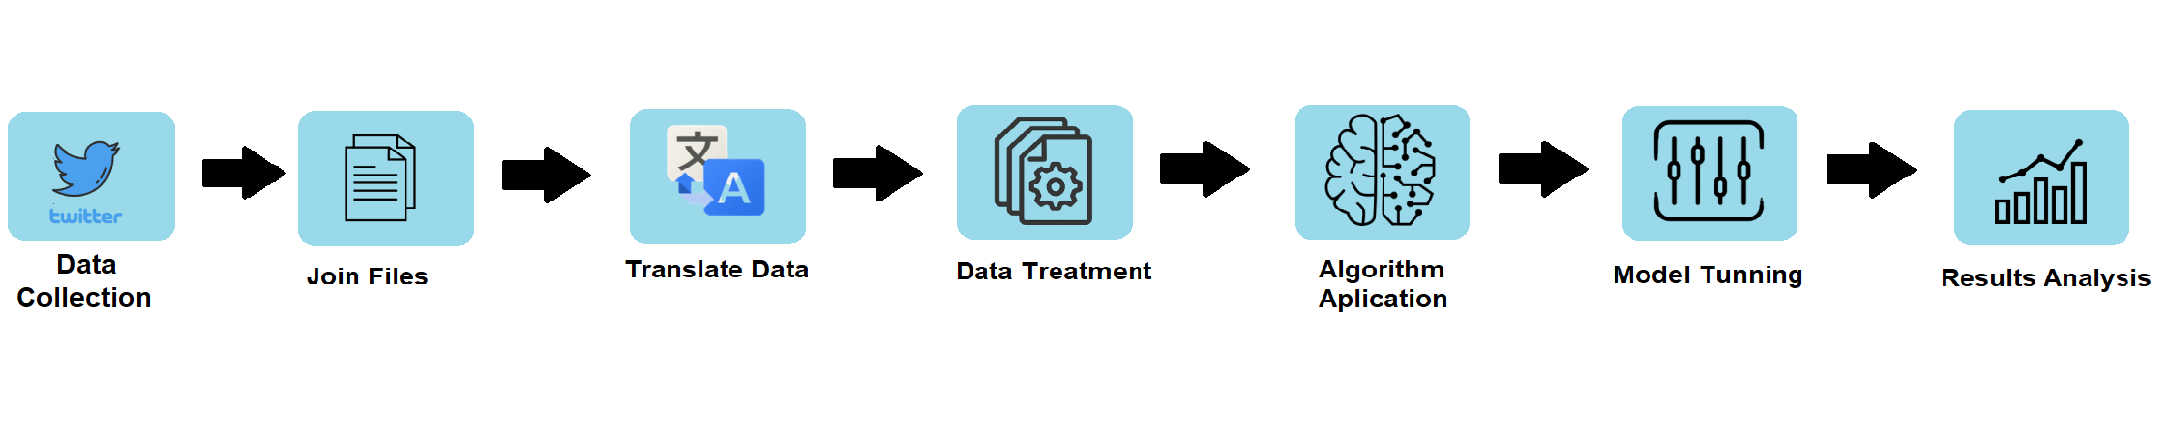 twitter
Data
Collection
Join Files
文
A
Translate Data
Data Treatment
Algorithm
Aplication
Model Tunning
Results Analysis